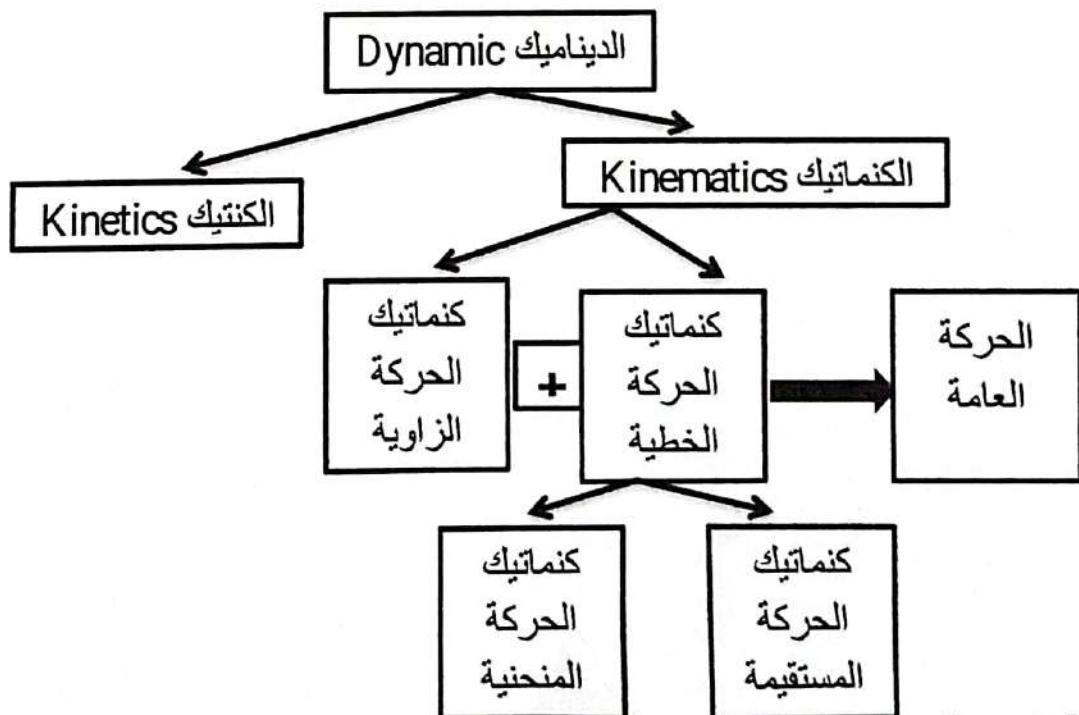 الديناميك Dynamic
الكنماتيك Kinematics
الكنتيك Kinetics
كنماتيك
الحركة
الزاوية
+
كنماتيك
الحركة
الخطية
الحركة
العامة
كنماتيك
الحركة
المنحنية
كنماتيك
الحركة
المستقيمة